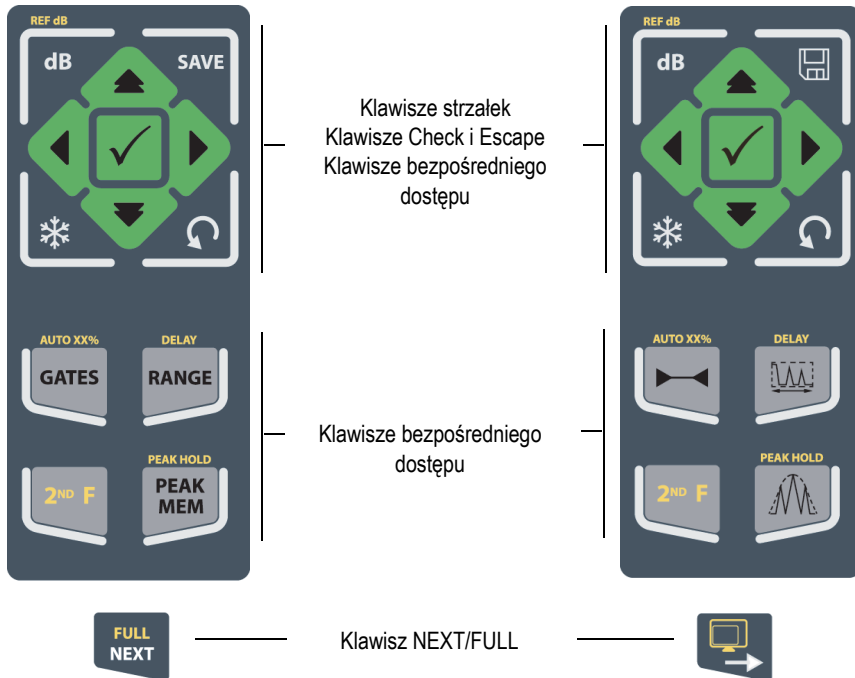 REF dB
dB SAVE
AUTO XX% DELAY
GATES RANGE
PEAK HOLD
2ND F PEAK
MEM
Klawisze strzałek
Klawisze Check i Escape
Klawisze bezpośredniego
dostępu
Klawisze bezpośredniego
dostępu
REF dB
dB
AUTO XX% DELAY
PEAK HOLD
2ND F
FULL
NEXT
Klawisz NEXT/FULL